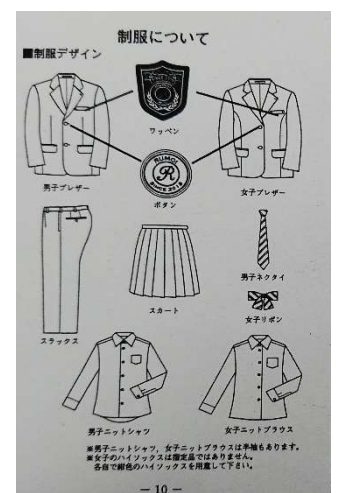 制服について
■制服デザイン
ワッペン
RUMOI
R
SINCE 2018
ボタン
男子ブレザー
女子ブレザー
スラックス
スカート
男子ネクタイ
女子リボン
男子ニットシャツ
女子ニットブラウス
※男子ニットシャツ，女子ニットブラウスは半袖もあります。
※女子のハイソックスは指定品ではありません。
各自で紺色のハイソックスを用意して下さい。
― 10 ―